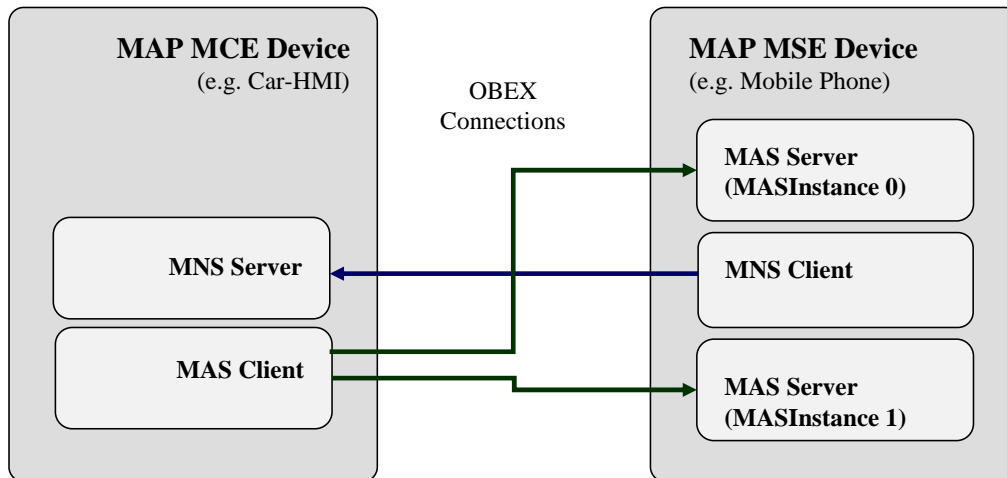 MAP MCE Device
(e.g. Car-HMI)
MNS Server
MAS Client
OBEX
Connections
MAP MSE Device
(e.g. Mobile Phone)
MAS Server
(MASInstance 0)
MNS Client
MAS Server
(MASInstance 1)